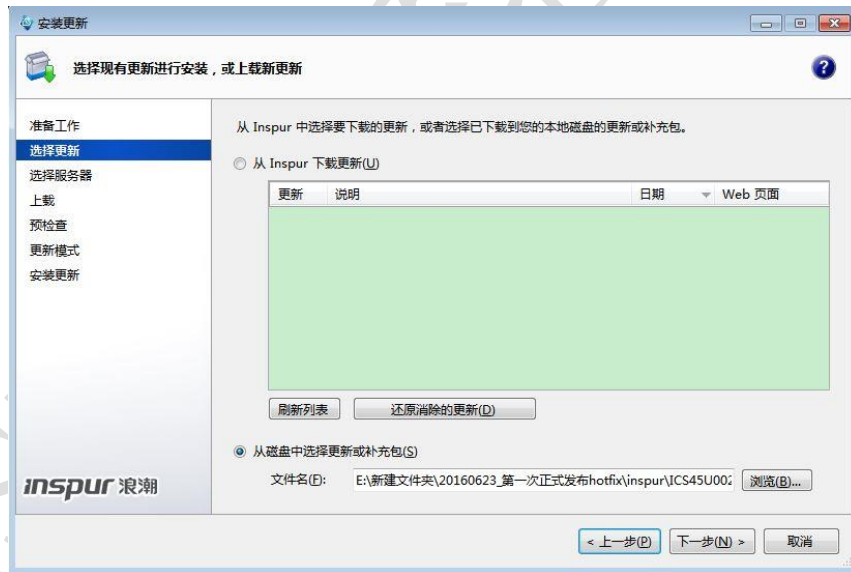 安装更新
选择现有更新进行安装，或上载新更新
准备工作
选择更新
选择服务器
上载
预检查
更新模式
安装更新
从 Inspur 中选择要下载的更新，或者选择已下载到您的本地磁盘的更新或补充包。
从 Inspur 下载更新(U)
更新 说明 日期 Web 页面
刷新列表 还原消除的更新(D)
从磁盘中选择更新或补充包(S)
文件名(F): E:\新建文件夹\20160623_第一次正式发布hotfix\inspur\ICS45U002 浏览(B)...
inspur 浪潮
< 上一步(P) 下一步(N) > 取消